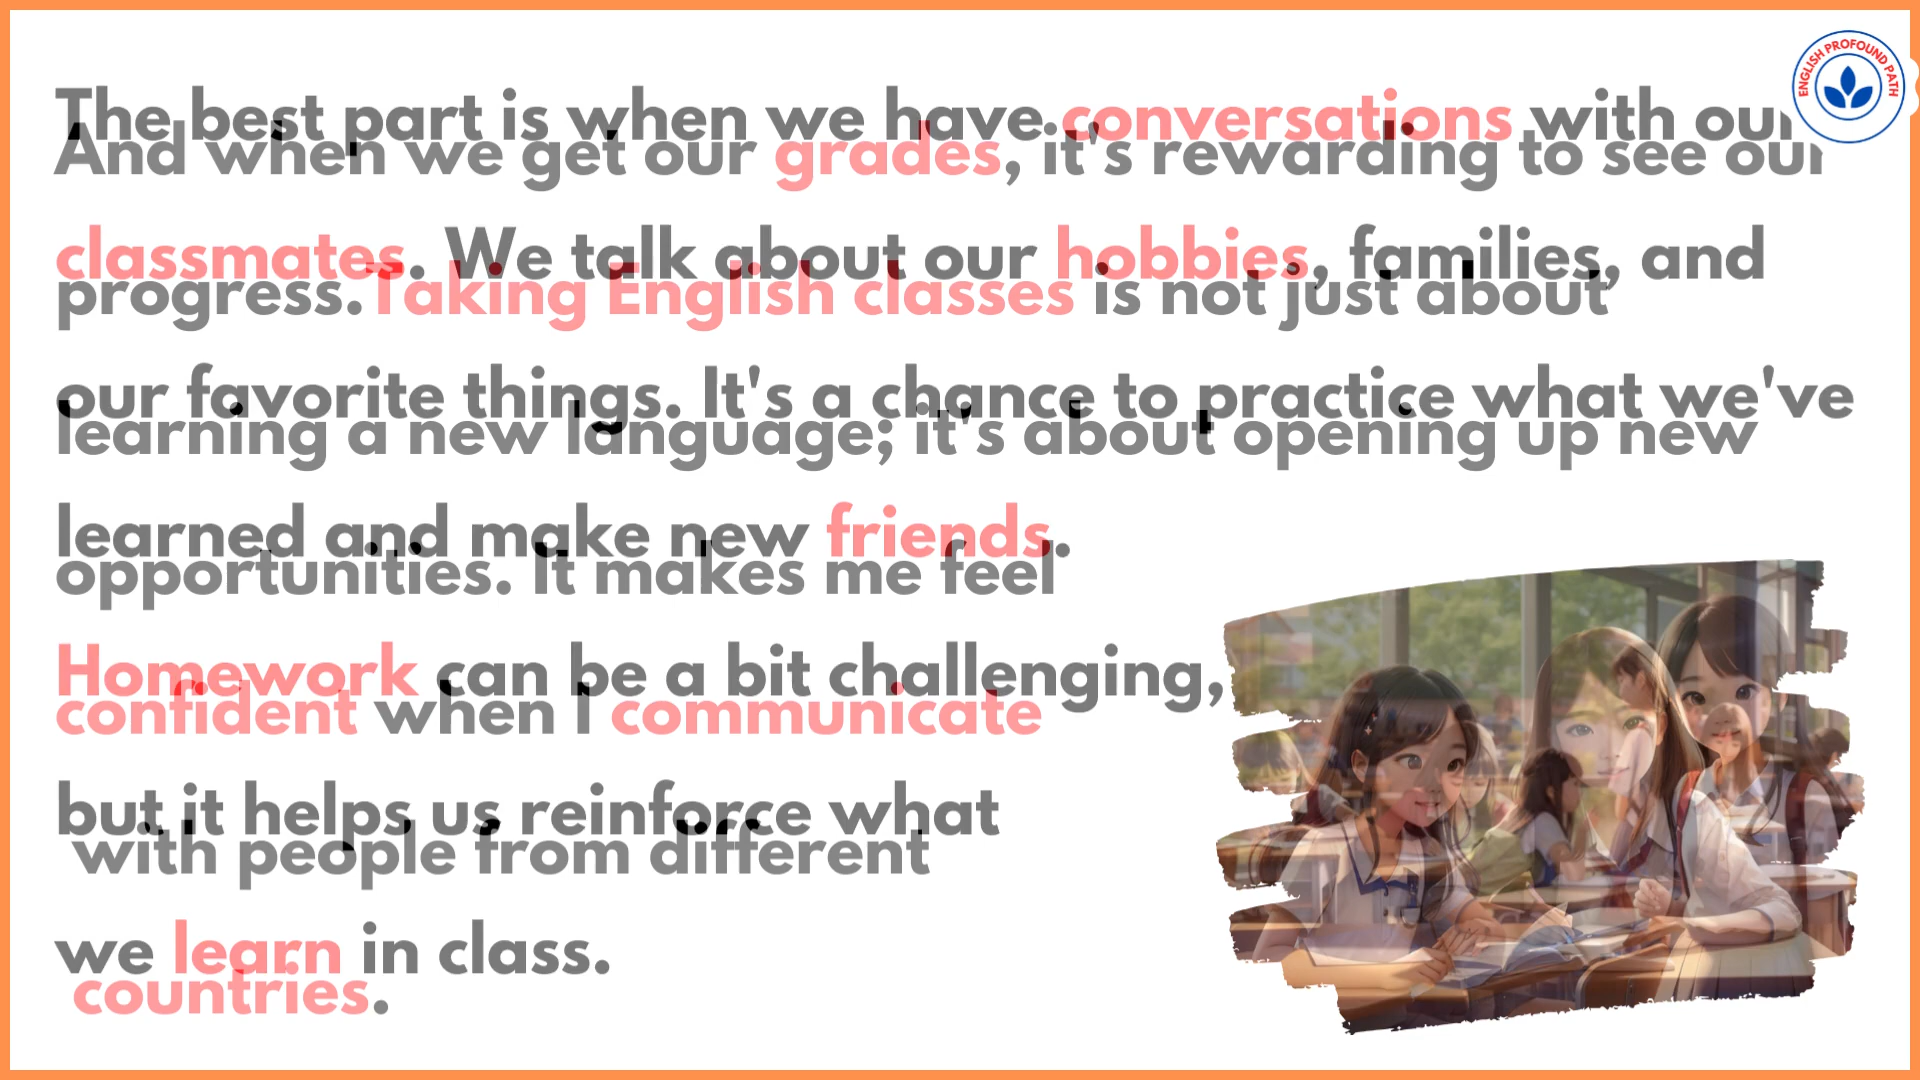 The best part is when we have conversations with our
And when we get our grades, it's rewarding to see our
classmates. We talk about our hobbies, families, and
progress. Taking English classes is not just about
our favorite things. It's a chance to practice what we've
learning a new language; it's about opening up new
learned and make new friends.
opportunities. It makes me feel
Homework can be a bit challenging,
confident when I communicate
but it helps us reinforce what
with people from different
we learn in class.
countries.
ENGLISH PROFOUND PATH